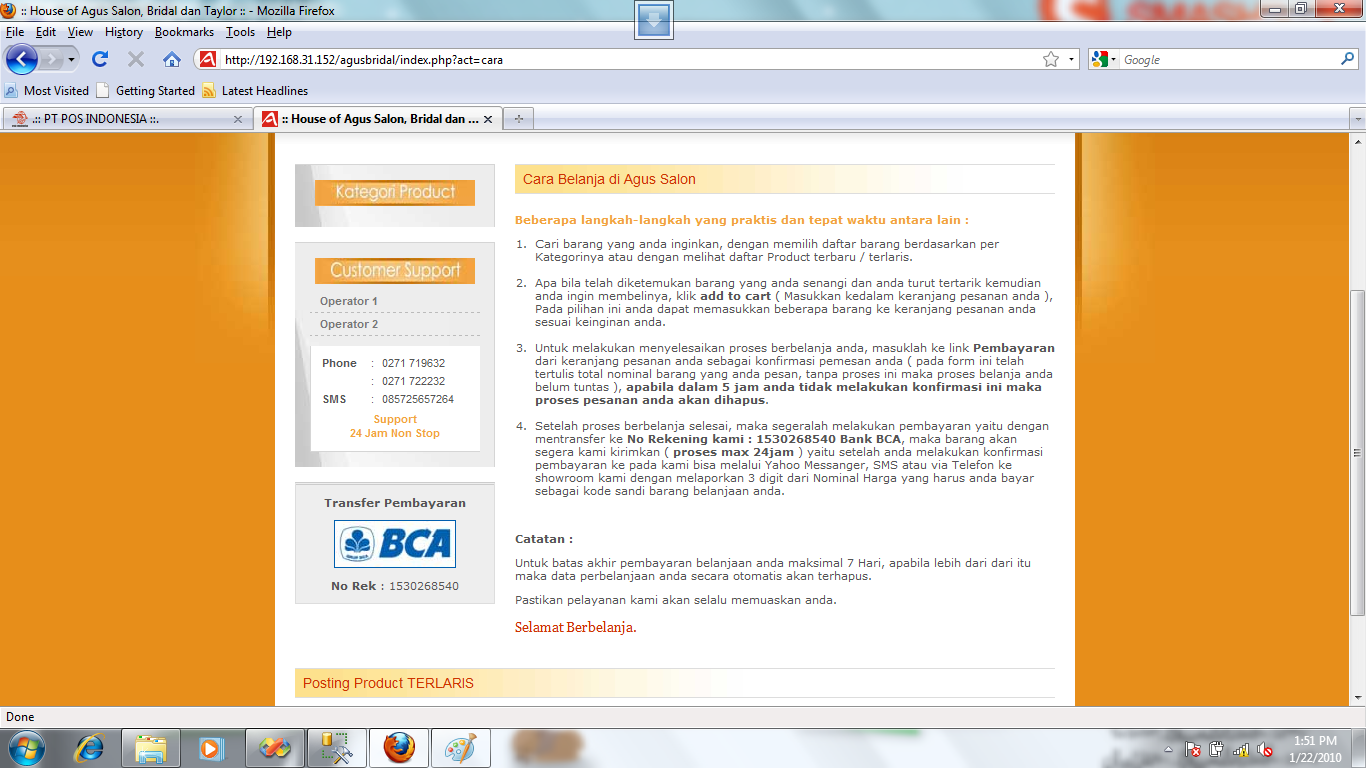 :: House of Agus Salon, Bridal dan Taylor :: - Mozilla Firefox
File Edit View History Bookmarks Tools Help
http://192.168.31.152/agusbridal/index.php?act=cara
Google
Most Visited Getting Started Latest Headlines
.:: PT POS INDONESIA ::.
:: House of Agus Salon, Bridal dan ...
Kategori Product
Customer Support
Operator 1
Operator 2
Phone : 0271 719632
: 0271 722232
SMS : 085725657264
Support
24 Jam Non Stop
Transfer Pembayaran
BCA
No Rek : 1530268540
Cara Belanja di Agus Salon
Beberapa langkah-langkah yang praktis dan tepat waktu antara lain :
1. Cari barang yang anda inginkan, dengan memilih daftar barang berdasarkan per
Kategorinya atau dengan melihat daftar Product terbaru / terlaris.
2. Apa bila telah diketemukan barang yang anda senangi dan anda turut tertarik kemudian
anda ingin membelinya, klik add to cart ( Masukkan kedalam keranjang pesanan anda ),
Pada pilihan ini anda dapat memasukkan beberapa barang ke keranjang pesanan anda
sesuai keinginan anda.
3. Untuk melakukan menyelesaikan proses berbelanja anda, masuklah ke link Pembayaran
dari keranjang pesanan anda sebagai konfirmasi pemesan anda ( pada form ini telah
tertulis total nominal barang yang anda pesan, tanpa proses ini maka proses belanja anda
belum tuntas ), apabila dalam 5 jam anda tidak melakukan konfirmasi ini maka
proses pesanan anda akan dihapus.
4. Setelah proses berbelanja selesai, maka segeralah melakukan pembayaran yaitu dengan
mentransfer ke No Rekening kami : 1530268540 Bank BCA, maka barang akan
segera kami kirimkan ( proses max 24jam ) yaitu setelah anda melakukan konfirmasi
pembayaran ke pada kami bisa melalui Yahoo Messanger, SMS atau via Telefon ke
showroom kami dengan melaporkan 3 digit dari Nominal Harga yang harus anda bayar
sebagai kode sandi barang belanjaan anda.
Catatan :
Untuk batas akhir pembayaran belanjaan anda maksimal 7 Hari, apabila lebih dari dari itu
maka data perbelanjaan anda secara otomatis akan terhapus.
Pastikan pelayanan kami akan selalu memuaskan anda.
Selamat Berbelanja.
Posting Product TERLARIS
Done
1:51 PM
1/22/2010